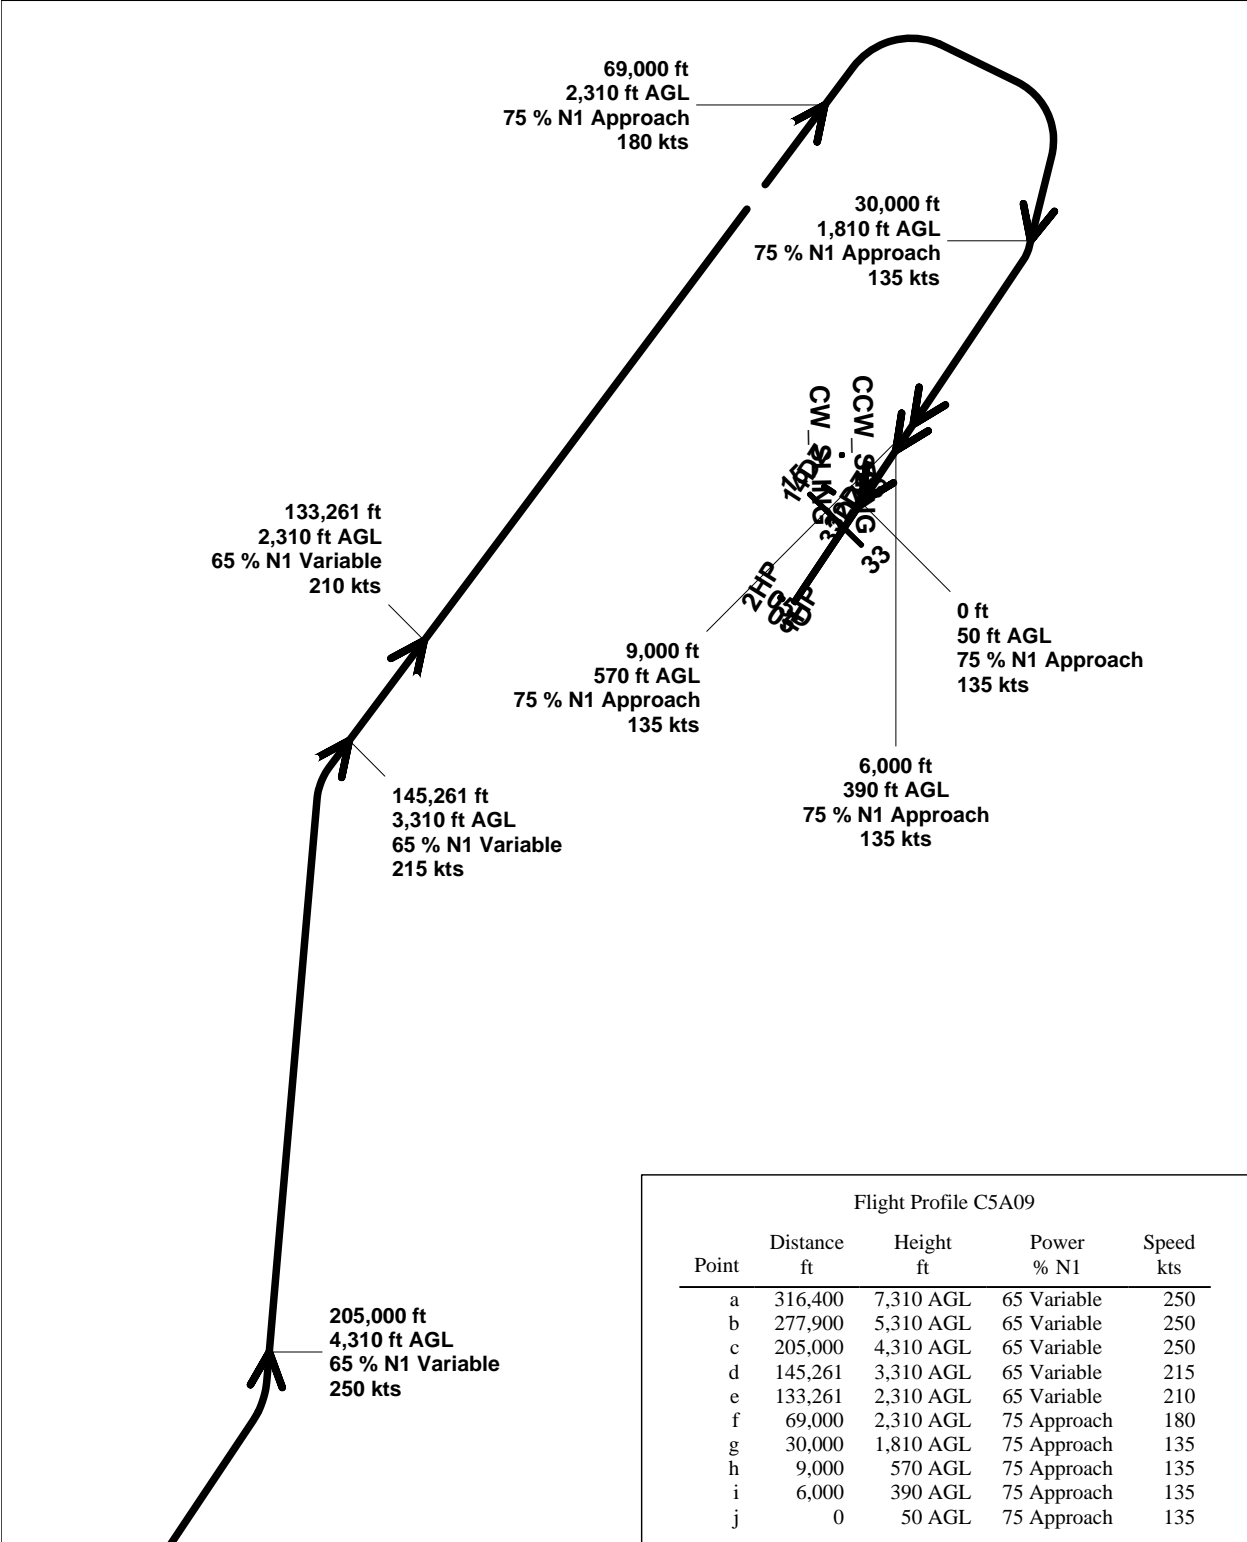 69,000 ft
2,310 ft AGL
75 % N1 Approach
180 kts
30,000 ft
1,810 ft AGL
75 % N1 Approach
135 kts
CW_SLING
CCW_SLING
33
2HP
133,261 ft
2,310 ft AGL
65 % N1 Variable
210 kts
0 ft
50 ft AGL
75 % N1 Approach
135 kts
9,000 ft
570 ft AGL
75 % N1 Approach
135 kts
6,000 ft
390 ft AGL
75 % N1 Approach
135 kts
145,261 ft
3,310 ft AGL
65 % N1 Variable
215 kts
205,000 ft
4,310 ft AGL
65 % N1 Variable
250 kts
Flight Profile C5A09
Point Distance ft Height ft Power % N1 Speed kts
a 316,400 7,310 AGL 65 Variable 250
b 277,900 5,310 AGL 65 Variable 250
c 205,000 4,310 AGL 65 Variable 250
d 145,261 3,310 AGL 65 Variable 215
e 133,261 2,310 AGL 65 Variable 210
f 69,000 2,310 AGL 75 Approach 180
g 30,000 1,810 AGL 75 Approach 135
h 9,000 570 AGL 75 Approach 135
i 6,000 390 AGL 75 Approach 135
j 0 50 AGL 75 Approach 135